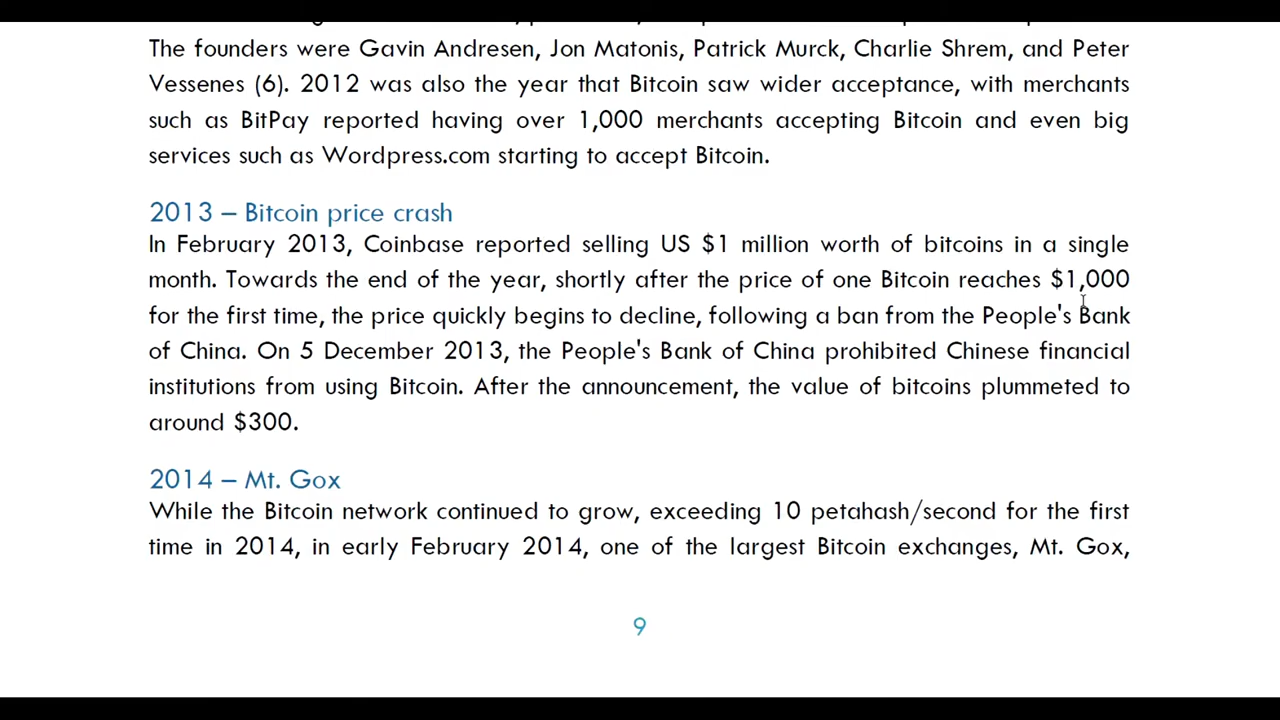 The founders were Gavin Andresen, Jon Matonis, Patrick Murck, Charlie Shrem, and Peter
Vessenes (6). 2012 was also the year that Bitcoin saw wider acceptance, with merchants
such as BitPay reported having over 1,000 merchants accepting Bitcoin and even big
services such as Wordpress.com starting to accept Bitcoin.
2013 – Bitcoin price crash
In February 2013, Coinbase reported selling US $1 million worth of bitcoins in a single
month. Towards the end of the year, shortly after the price of one Bitcoin reaches $1,000
for the first time, the price quickly begins to decline, following a ban from the People's Bank
of China. On 5 December 2013, the People's Bank of China prohibited Chinese financial
institutions from using Bitcoin. After the announcement, the value of bitcoins plummeted to
around $300.
2014 – Mt. Gox
While the Bitcoin network continued to grow, exceeding 10 petahash/second for the first
time in 2014, in early February 2014, one of the largest Bitcoin exchanges, Mt. Gox,
9